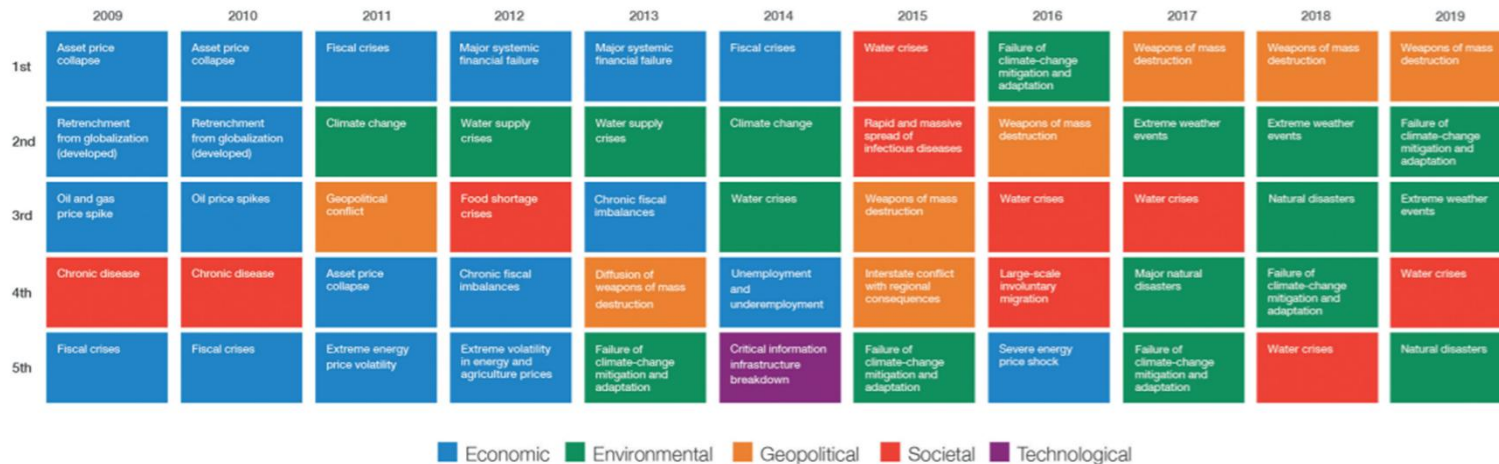 2009 2010 2011 2012 2013 2014 2015 2016 2017 2018 2019
1st
Asset price
collapse
Asset price
collapse
Fiscal crises
Major systemic
financial failure
Major systemic
financial failure
Fiscal crises
Water crises
Failure of
climate-change
mitigation and
adaptation
Weapons of mass
destruction
Weapons of mass
destruction
Weapons of mass
destruction
2nd
Retrenchment
from globalization
(developed)
Retrenchment
from globalization
(developed)
Climate change
Water supply
crises
Water supply
crises
Climate change
Rapid and massive
spread of
infectious diseases
Weapons of mass
destruction
Extreme weather
events
Extreme weather
events
Failure of
climate-change
mitigation and
adaptation
3rd
Oil and gas
price spike
Oil price spikes
Geopolitical
conflict
Food shortage
crises
Chronic fiscal
imbalances
Water crises
Weapons of mass
destruction
Water crises
Water crises
Natural disasters
Extreme weather
events
4th
Chronic disease
Chronic disease
Asset price
collapse
Chronic fiscal
imbalances
Diffusion of
weapons of mass
destruction
Unemployment
and
underemployment
Interstate conflict
with regional
consequences
Large-scale
involuntary
migration
Major natural
disasters
Failure of
climate-change
mitigation and
adaptation
Water crises
5th
Fiscal crises
Fiscal crises
Extreme energy
price volatility
Extreme volatility
in energy and
agriculture prices
Failure of
climate-change
mitigation and
adaptation
Critical information
infrastructure
breakdown
Failure of
climate-change
mitigation and
adaptation
Severe energy
price shock
Failure of
climate-change
mitigation and
adaptation
Water crises
Natural disasters
Economic Environmental Geopolitical Societal Technological